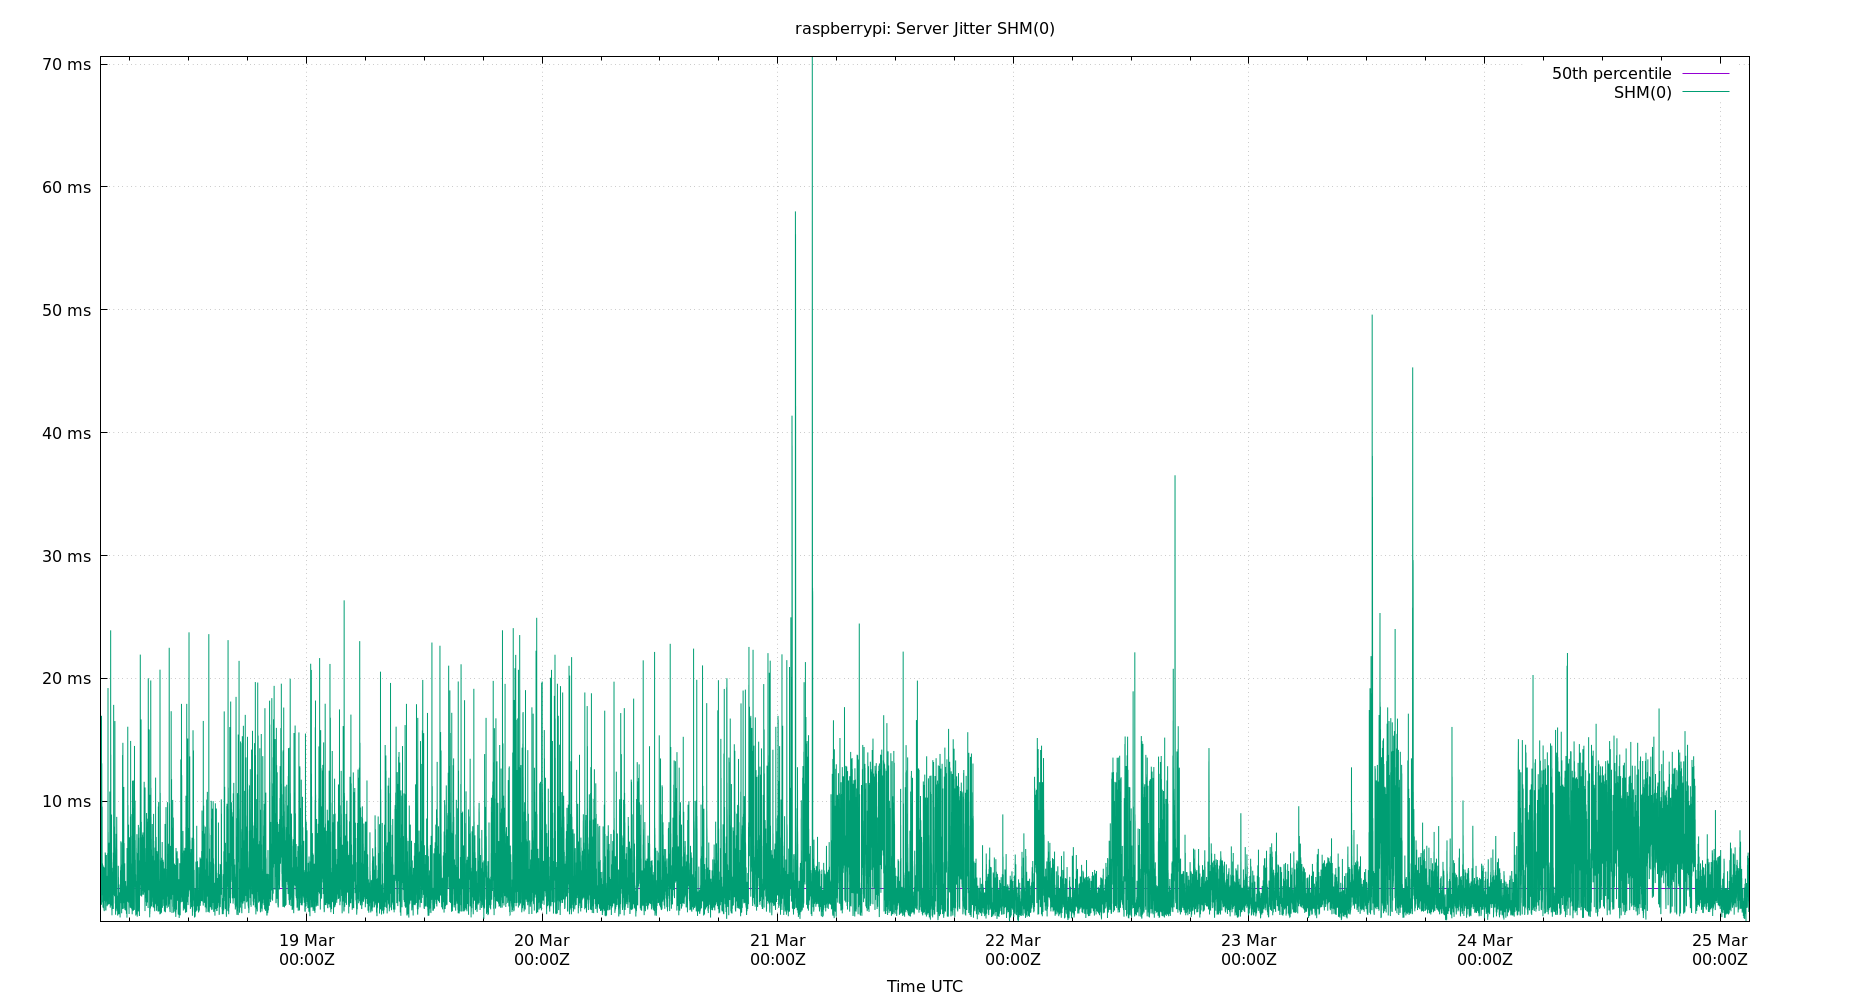 raspberrypi: Server Jitter SHM(0)
70 ms
60 ms
50 ms
40 ms
30 ms
20 ms
10 ms
50th percentile
SHM(0)
19 Mar 20 Mar 21 Mar 22 Mar 23 Mar 24 Mar 25 Mar
00:00Z 00:00Z 00:00Z 00:00Z 00:00Z 00:00Z 00:00Z
Time UTC